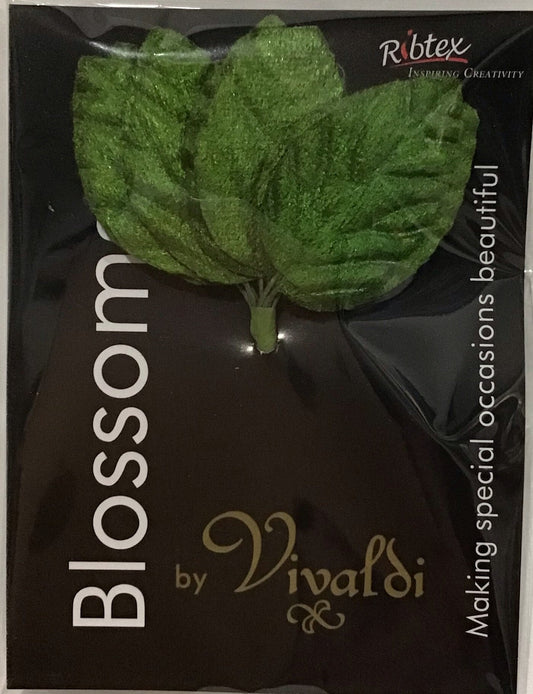 Ribtex
INSPIRING CREATIVITY
Blossom
by Vivaldi
Making special occasions beautiful